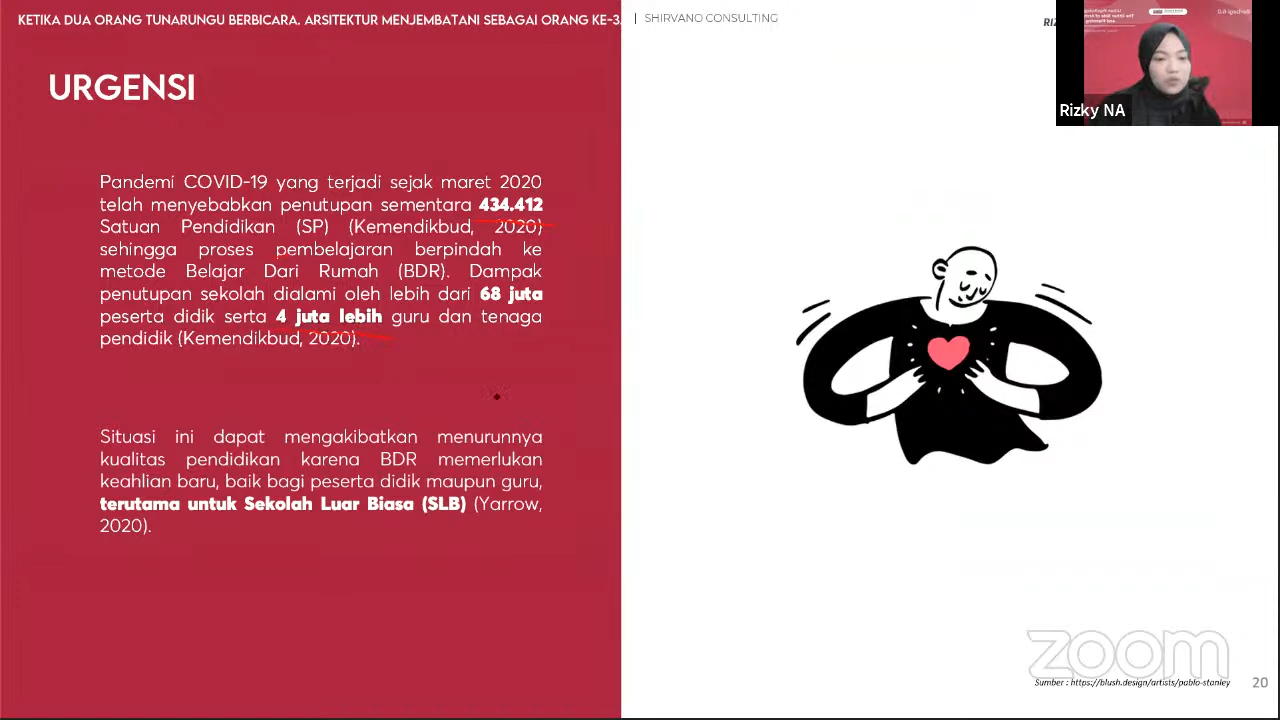 KETIKA DUA ORANG TUNARUNGU BERBICARA. ARSITEKTUR MENJEMBATANI SEBAGAI ORANG KE-3.
| SHIRVANO CONSULTING
URGENSI
Pandemi COVID-19 yang terjadi sejak maret 2020
telah menyebabkan penutupan sementara 434.412
Satuan Pendidikan (SP) (Kemendikbud, 2020)
sehingga proses pembelajaran berpindah ke
metode Belajar Dari Rumah (BDR). Dampak
penutupan sekolah dialami oleh lebih dari 68 juta
peserta didik serta 4 juta lebih guru dan tenaga
pendidik (Kemendikbud, 2020).
Situasi ini dapat mengakibatkan menurunnya
kualitas pendidikan karena BDR memerlukan
keahlian baru, baik bagi peserta didik maupun guru,
terutama untuk Sekolah Luar Biasa (SLB) (Yarrow,
2020).
Rizky NA
zoom
Sumber : https://blush.design/artists/pablo-stanley
20